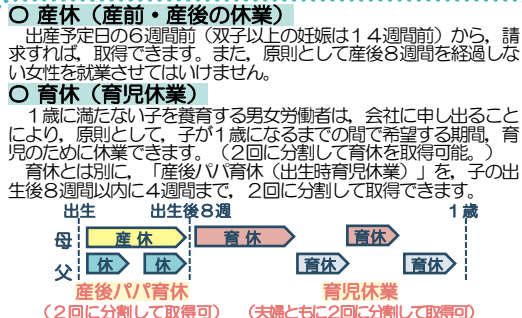 〇 産休（産前・産後の休業）
出産予定日の６週間前（双子以上の妊娠は１４週間前）から，請
求すれば，取得できます。また，原則として産後８週間を経過しな
い女性を就業させてはいけません。
〇 育休（育児休業）
１歳に満たない子を養育する男女労働者は，会社に申し出ること
により，原則として，子が１歳になるまでの間で希望する期間，育
児のために休業できます。（２回に分割して育休を取得可能。）
育休とは別に，「産後パパ育休（出生時育児休業）」を，子の出
生後８週間以内に４週間まで，２回に分割して取得できます。
出生 出生後８週 １歳
母 産 休 育 休 育休
父 休 休 育休 育休
産後パパ育休 育児休業
（２回に分割して取得可） （夫婦ともに２回に分割して取得可）